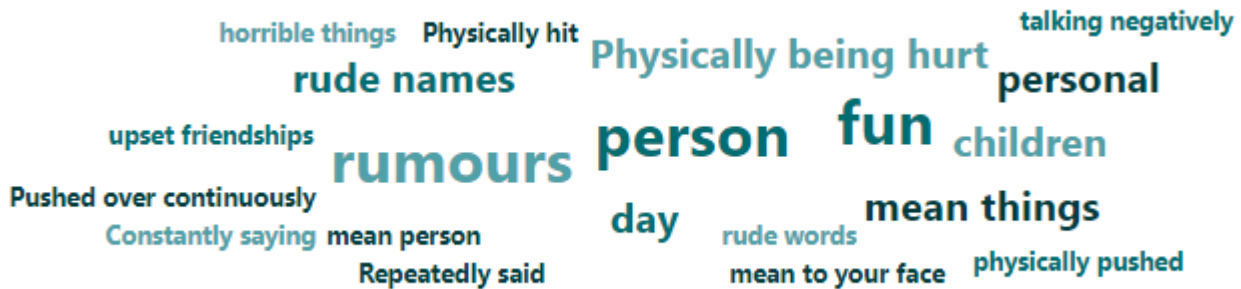 talking negatively
horrible things
Physically hit
Physically being hurt
rude names
personal
fun
person
upset friendships
children
rumours
Pushed over continuously
mean things
day
Constantly saying
mean person
rude words
physically pushed
Repeatedly said
mean to your face